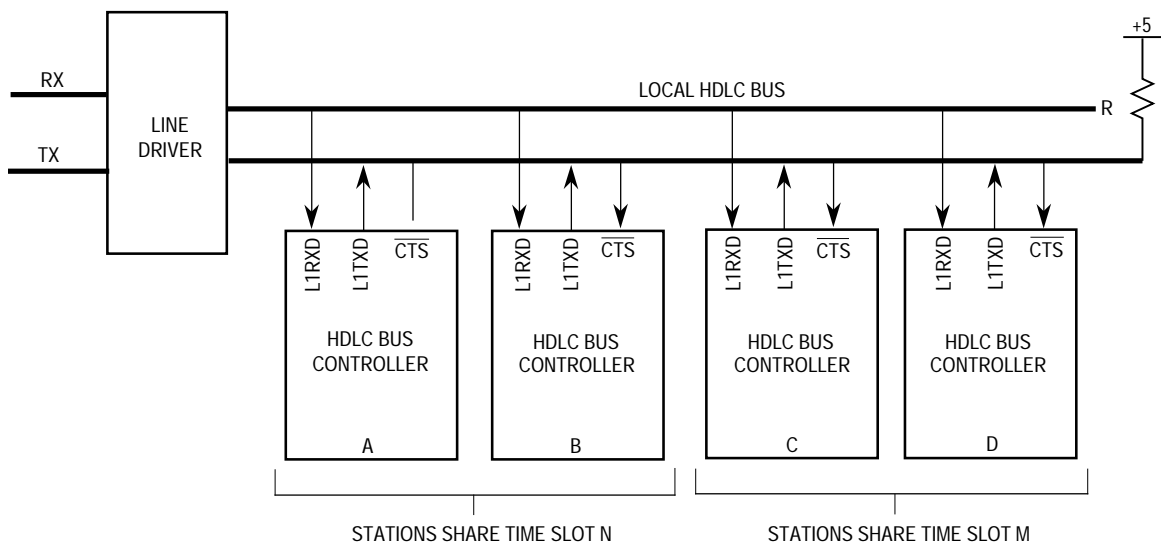 +5
RX
LOCAL HDLC BUS
R
LINE
DRIVER
TX
L1RXD
L1TXD
CTS
L1RXD
L1TXD
CTS
L1RXD
L1TXD
CTS
L1RXD
L1TXD
CTS
HDLC BUS
CONTROLLER
A
HDLC BUS
CONTROLLER
B
HDLC BUS
CONTROLLER
C
HDLC BUS
CONTROLLER
D
STATIONS SHARE TIME SLOT N
STATIONS SHARE TIME SLOT M